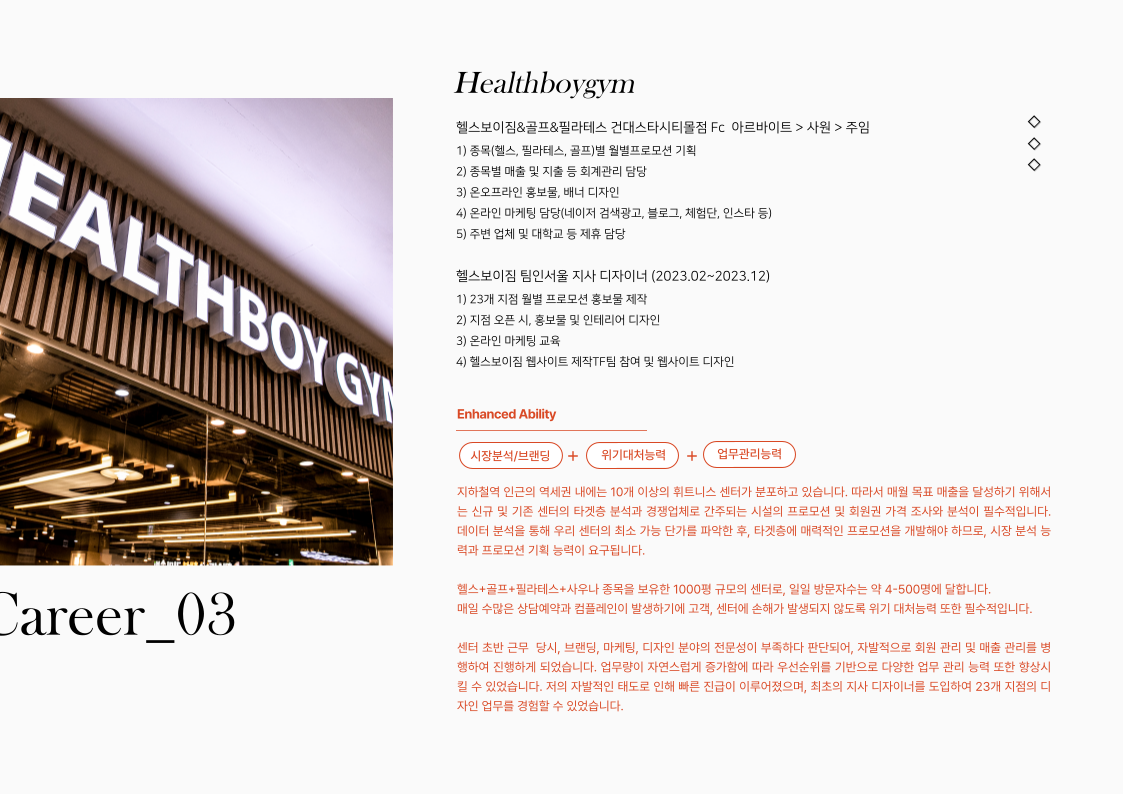 Healthboygym
헬스보이짐&골프&필라테스 건대스타시티몰점 Fc 아르바이트 > 사원 > 주임
1) 종목(헬스, 필라테스, 골프)별 월별프로모션 기획
2) 종목별 매출 및 지출 등 회계관리 담당
3) 온오프라인 홍보물, 배너 디자인
4) 온라인 마케팅 담당(네이저 검색광고, 블로그, 체험단, 인스타 등)
5) 주변 업체 및 대학교 등 제휴 담당
헬스보이짐 팀인서울 지사 디자이너 (2023.02~2023.12)
1) 23개 지점 월별 프로모션 홍보물 제작
2) 지점 오픈 시, 홍보물 및 인테리어 디자인
3) 온라인 마케팅 교육
4) 헬스보이짐 웹사이트 제작TF팀 참여 및 웹사이트 디자인
EALTHBOY GYM
Career_03
Enhanced Ability
시장분석/브랜딩 + 위기대처능력 + 업무관리능력
지하철역 인근의 역세권 내에는 10개 이상의 휘트니스 센터가 분포하고 있습니다. 따라서 매월 목표 매출을 달성하기 위해서
는 신규 및 기존 센터의 타겟층 분석과 경쟁업체로 간주되는 시설의 프로모션 및 회원권 가격 조사와 분석이 필수적입니다.
데이터 분석을 통해 우리 센터의 최소 가능 단가를 파악한 후, 타겟층에 매력적인 프로모션을 개발해야 하므로, 시장 분석 능
력과 프로모션 기획 능력이 요구됩니다.
헬스+골프+필라테스+사우나 종목을 보유한 1000평 규모의 센터로, 일일 방문자수는 약 4-500명에 달합니다.
매일 수많은 상담예약과 컴플레인이 발생하기에 고객, 센터에 손해가 발생되지 않도록 위기 대처능력 또한 필수적입니다.
센터 초반 근무 당시, 브랜딩, 마케팅, 디자인 분야의 전문성이 부족하다 판단되어, 자발적으로 회원 관리 및 매출 관리를 병
행하여 진행하게 되었습니다. 업무량이 자연스럽게 증가함에 따라 우선순위를 기반으로 다양한 업무 관리 능력 또한 향상시
킬 수 있었습니다. 저의 자발적인 태도로 인해 빠른 진급이 이루어졌으며, 최초의 지사 디자이너를 도입하여 23개 지점의 디
자인 업무를 경험할 수 있었습니다.